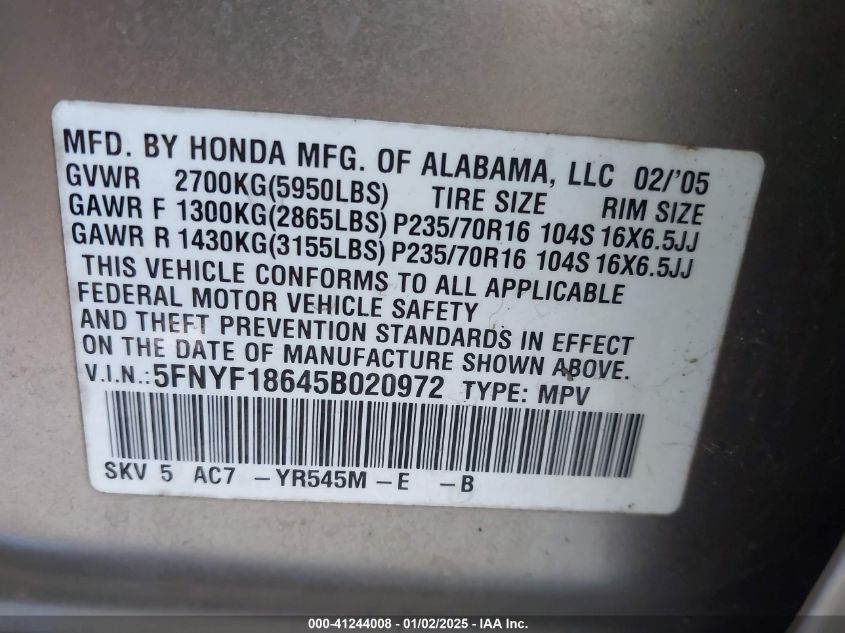 MFD. BY HONDA MFG. OF ALABAMA, LLC 02/'05
GVWR 2700KG(5950LBS) TIRE SIZE RIM SIZE
GAWR F 1300KG(2865LBS) P235/70R16 104S 16X6.5JJ
GAWR R 1430KG(3155LBS) P235/70R16 104S 16X6.5JJ
THIS VEHICLE CONFORMS TO ALL APPLICABLE
FEDERAL MOTOR VEHICLE SAFETY
AND THEFT PREVENTION STANDARDS IN EFFECT
ON THE DATE OF MANUFACTURE SHOWN ABOVE.
V.I.N.: 5FNYF18645B020972 TYPE: MPV
SKV 5 AC7 -YR545M -E -B
000-41244008 - 01/02/2025 - IAA Inc.